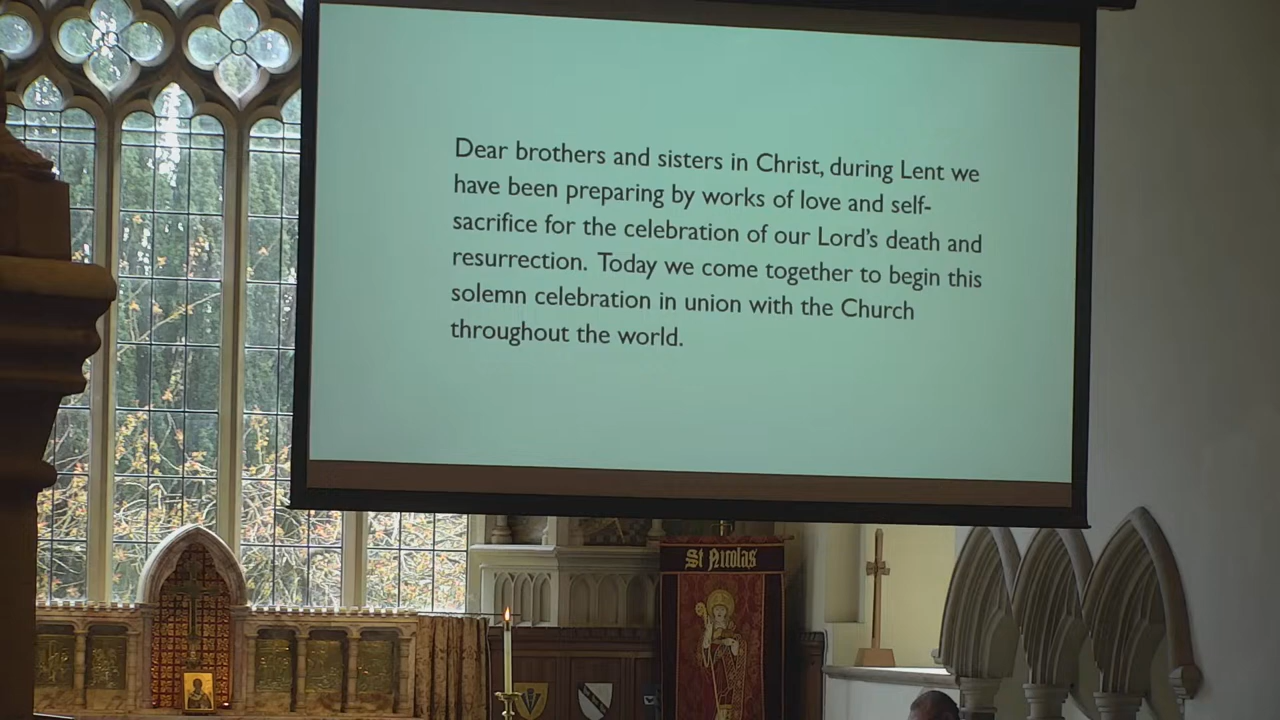 Dear brothers and sisters in Christ, during Lent we
have been preparing by works of love and self-
sacrifice for the celebration of our Lord's death and
resurrection. Today we come together to begin this
solemn celebration in union with the Church
throughout the world.
St Nicolas